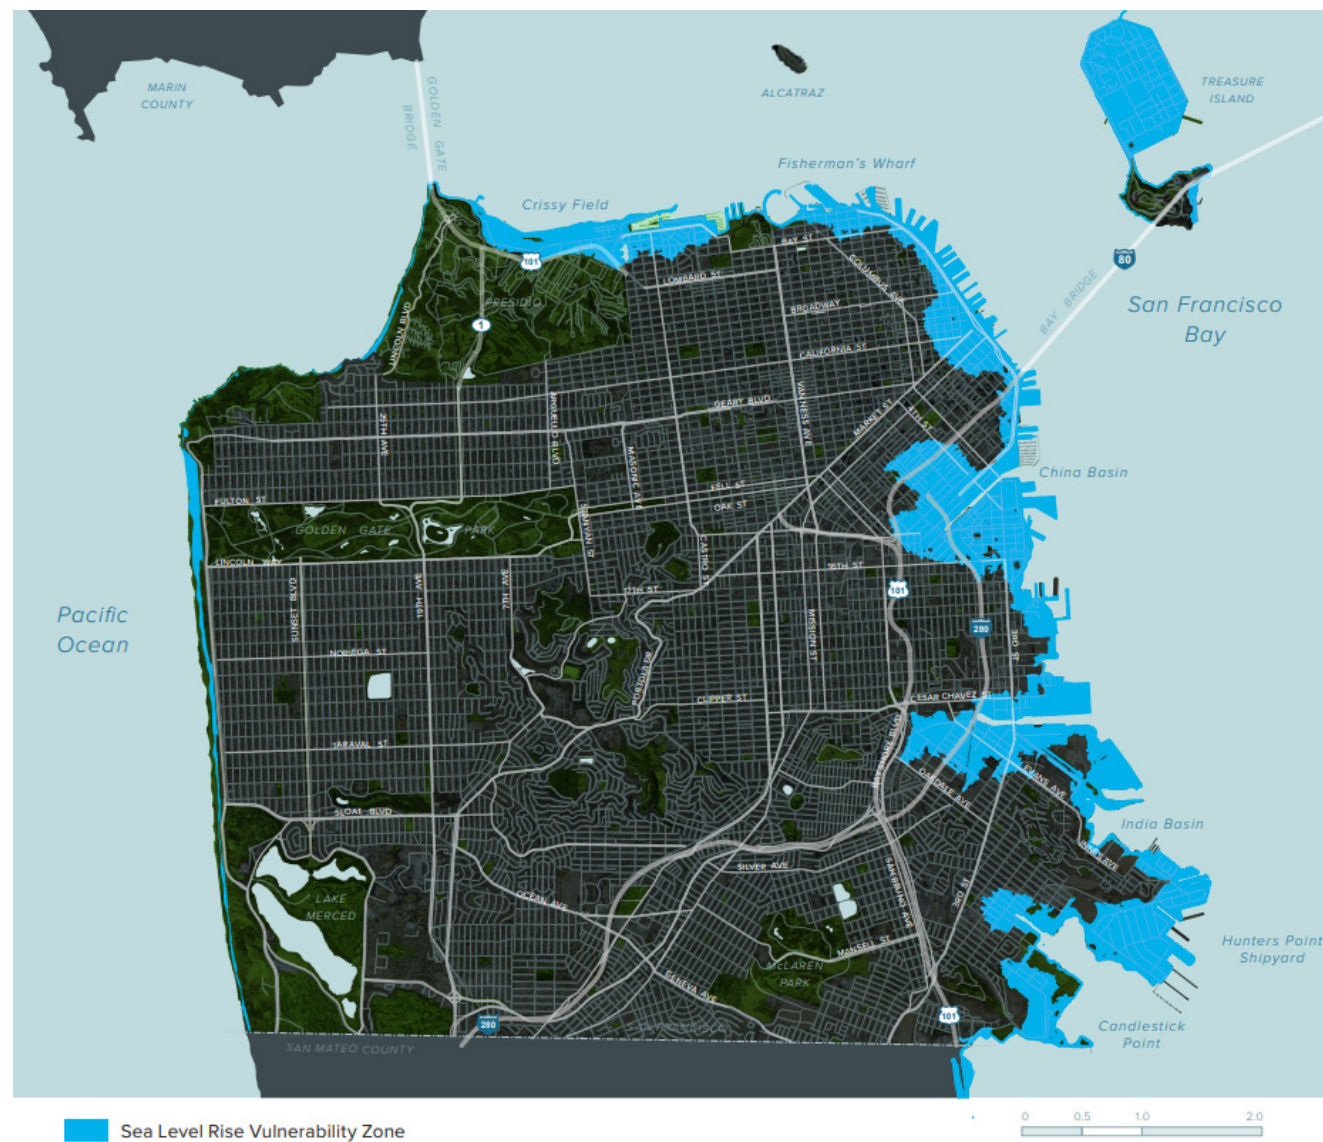 MARIN
COUNTY
GOLDEN GATE
BRIDGE
ALCATRAZ
TREASURE
ISLAND
Fisherman's Wharf
Crissy Field
101
BAY ST
LOMBARD ST
COLUMBUS AVE
80
BAY BRIDGE
San Francisco
Bay
PRESIDIO
1
LINCOLN BLVD
BROADWAY
CALIFORNIA ST
25TH AVE
ARGUELLO BLVD
GEARY BLVD
VAN NESS AVE
MARKET ST
MASONIC AVE
China Basin
FULTON ST
FELL ST
OAK ST
GOLDEN GATE PARK
STANYAN ST
CASTRO ST
LINCOLN WAY
16TH ST
17TH ST
101
SUNSET BLVD
19TH AVE
7TH AVE
Pacific
Ocean
MISSION ST
280
3RD ST
NORIEGA ST
PORTOLA DR
CLIPPER ST
CESAR CHAVEZ ST
TARAVAL ST
BAYSHORE BLVD
OAKDALE AVE
EVANS AVE
SLOAT BLVD
India Basin
INNES AVE
SILVER AVE
SAN BRUNO AVE
3RD ST
OCEAN AVE
LAKE
MERCED
MANSELL ST
Hunters Point
Shipyard
McLAREN
PARK
GENEVA AVE
101
280
Candlestick
Point
SAN MATEO COUNTY
0 0.5 1.0 2.0
Sea Level Rise Vulnerability Zone